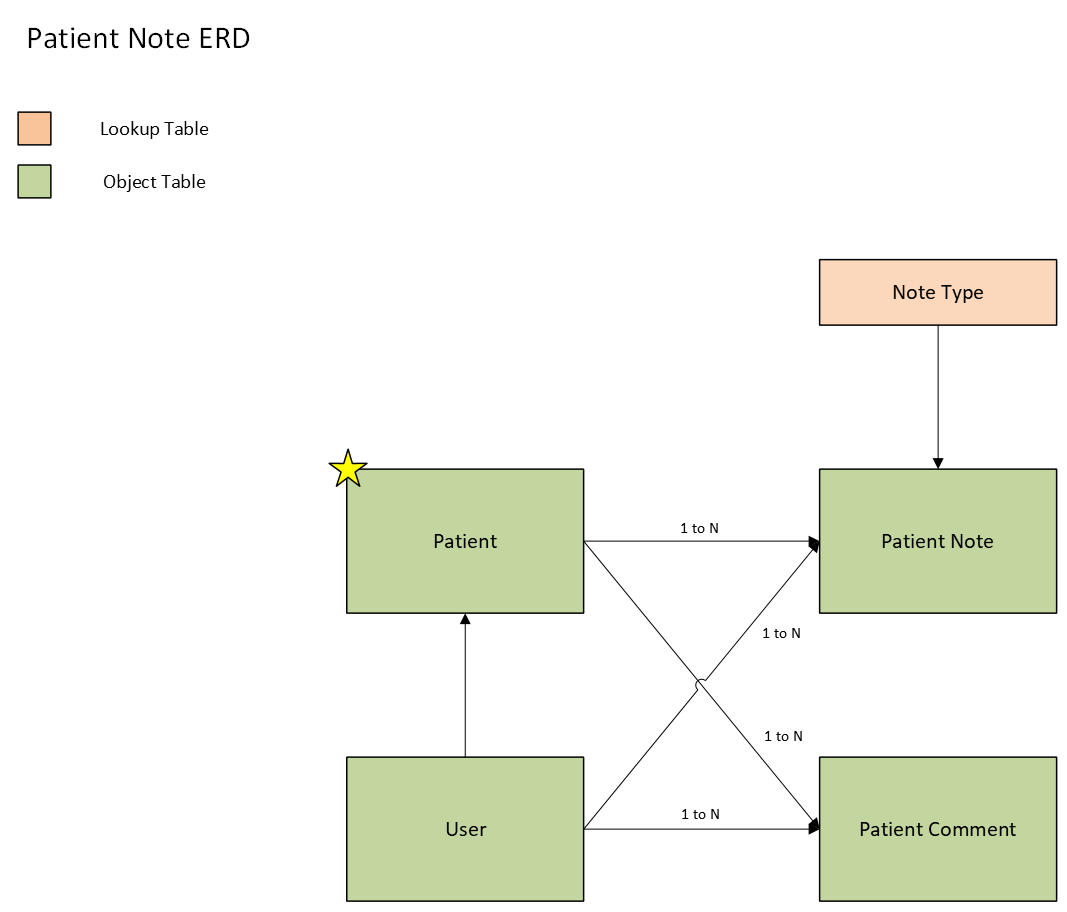 Patient Note ERD
Lookup Table
Object Table
Note Type
Patient
1 to N
Patient Note
1 to N
1 to N
User
1 to N
Patient Comment